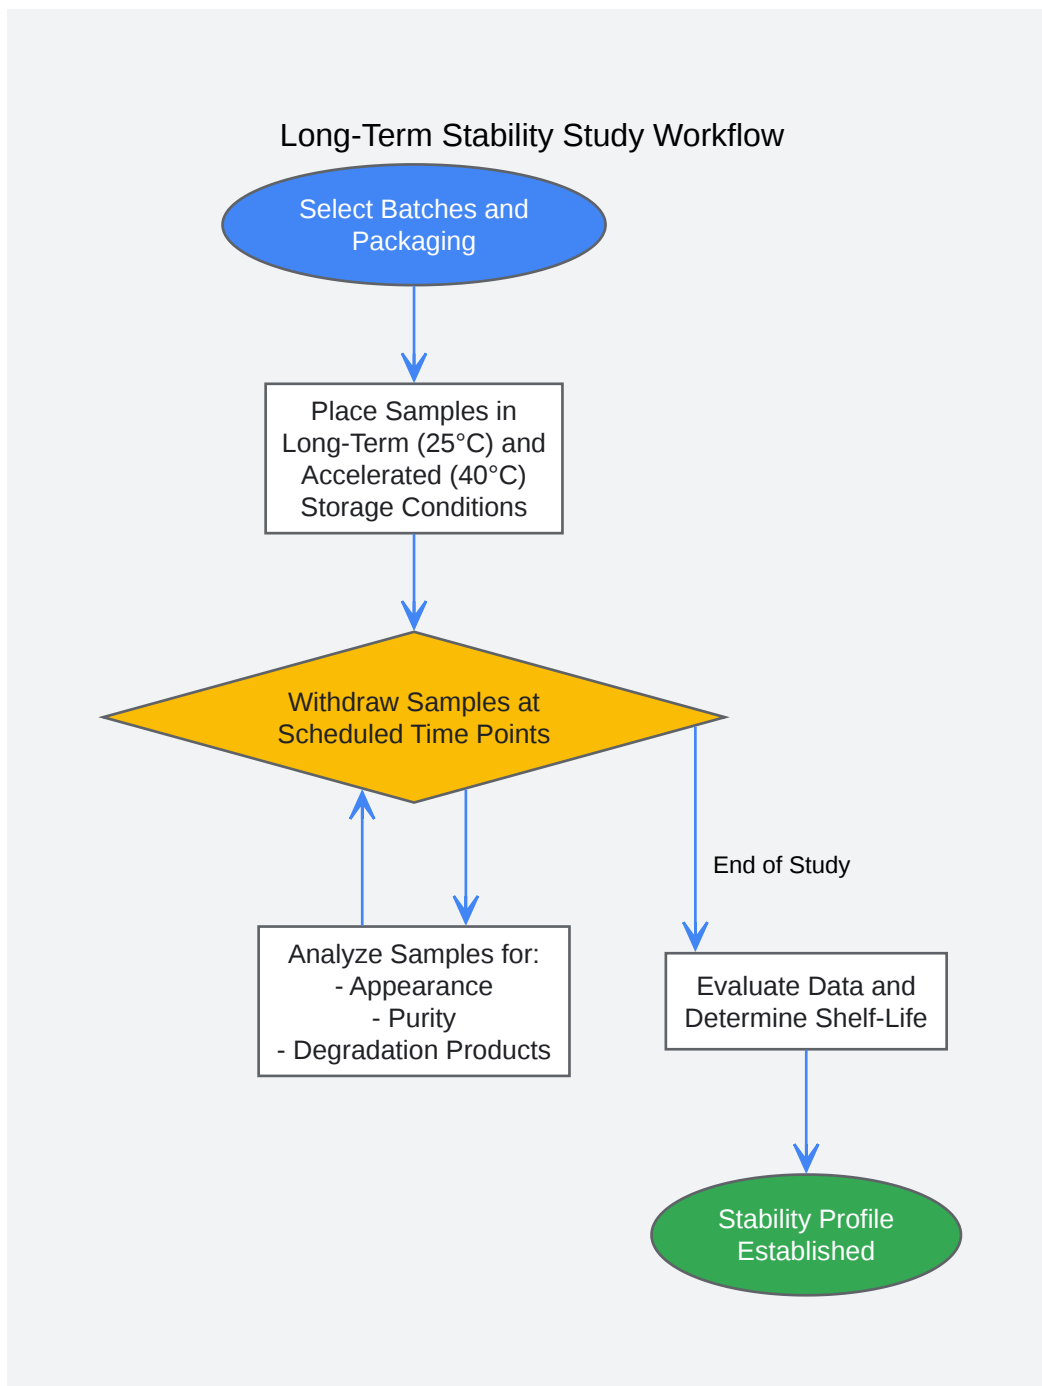 Long-Term Stability Study Workflow
Select Batches and
Packaging
Place Samples in
Long-Term (25°C) and
Accelerated (40°C)
Storage Conditions
Withdraw Samples at
Scheduled Time Points
End of Study
Analyze Samples for:
- Appearance
- Purity
- Degradation Products
Evaluate Data and
Determine Shelf-Life
Stability Profile
Established